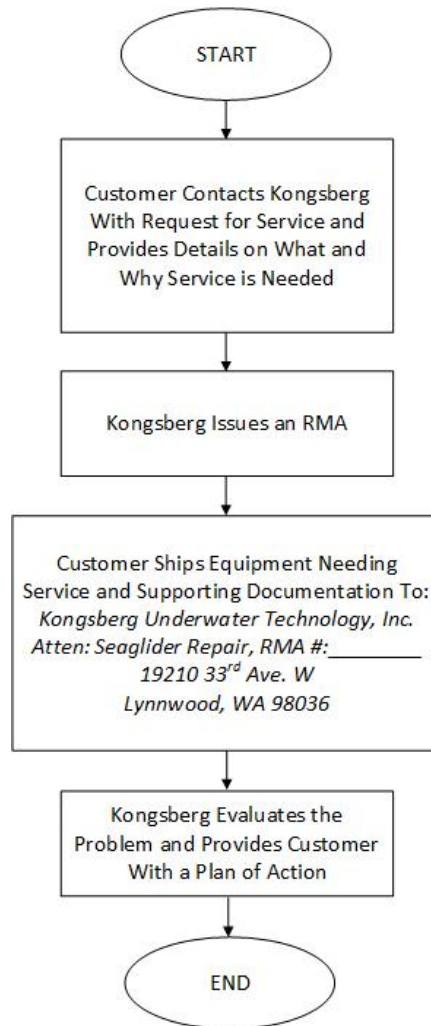 START
Customer Contacts Kongsberg
With Request for Service and
Provides Details on What and
Why Service is Needed
Kongsberg Issues an RMA
Customer Ships Equipment Needing
Service and Supporting Documentation To:
Kongsberg Underwater Technology, Inc.
Atten: Seaglider Repair, RMA #:________
19210 33rd Ave. W
Lynnwood, WA 98036
Kongsberg Evaluates the
Problem and Provides Customer
With a Plan of Action
END